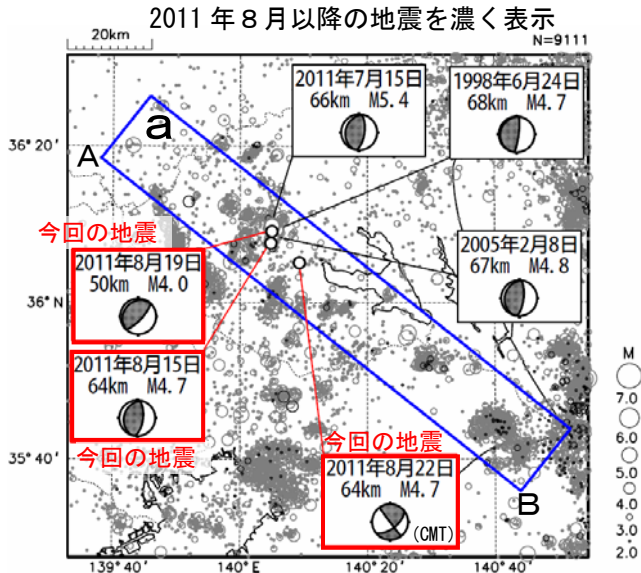 2011年８月以降の地震を濃く表示
20km
N=9111
2011年7月15日
66km M5.4
1998年6月24日
68km M4.7
a
A
36°20'
今回の地震
2011年8月19日
50km M4.0
2005年2月8日
67km M4.8
36°N
2011年8月15日
64km M4.7
今回の地震
今回の地震
2011年8月22日
64km M4.7
(CMT)
B
35°40'
M
7.0
6.0
5.0
4.0
3.0
2.0
139°40'
140°E
140°20'
140°40'